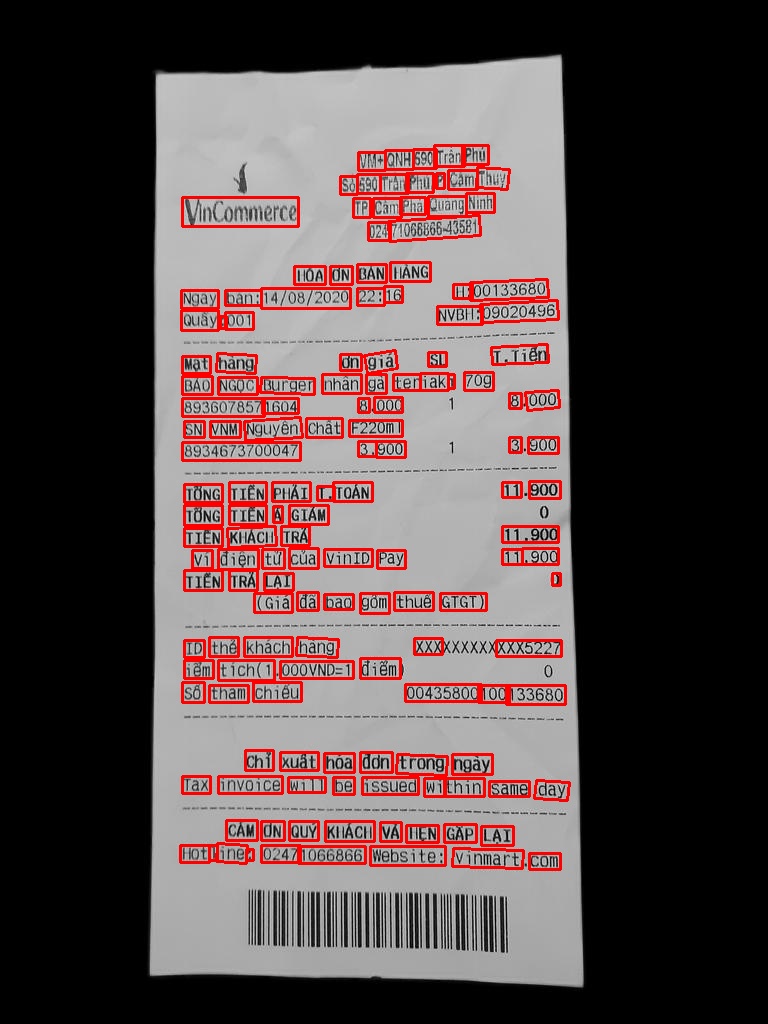 VM+ QNH 590 Trần Phú
Số 590 Trần Phú, P Cẩm Thủy
VinCommerce
TP Cẩm Phả Quảng Ninh
024 71066866-43581
HÓA ĐƠN BÁN HÀNG
Ngày bán: 14/08/2020 22:16 H:00133680
Quầy:001 NVBH:09020496
Mặt hàng Đơn giá SL T.Tiền
BẢO NGỌC Burger nhân gà teriaki 70g
8936078571604 8.000 1 8.000
SN VNM Nguyên Chất F220ml
8934673700047 3.900 1 3.900
TỔNG TIỀN PHẢI T.TOÁN 11.900
TỔNG TIỀN ĐÃ GIẢM 0
TIỀN KHÁCH TRẢ 11.900
Ví điện tử của VinID Pay 11.900
TIỀN TRẢ LẠI 0
(Giá đã bao gồm thuế GTGT)
ID thẻ khách hàng XXXXXXXXXXXX5227
Điểm tích(1.000VND=1 điểm) 0
Số tham chiếu 00435800100133680
Chỉ xuất hóa đơn trong ngày
Tax invoice will be issued within same day
CẢM ƠN QUÝ KHÁCH VÀ HẸN GẶP LẠI
Hotline: 02471066866 Website: Vinmart.com